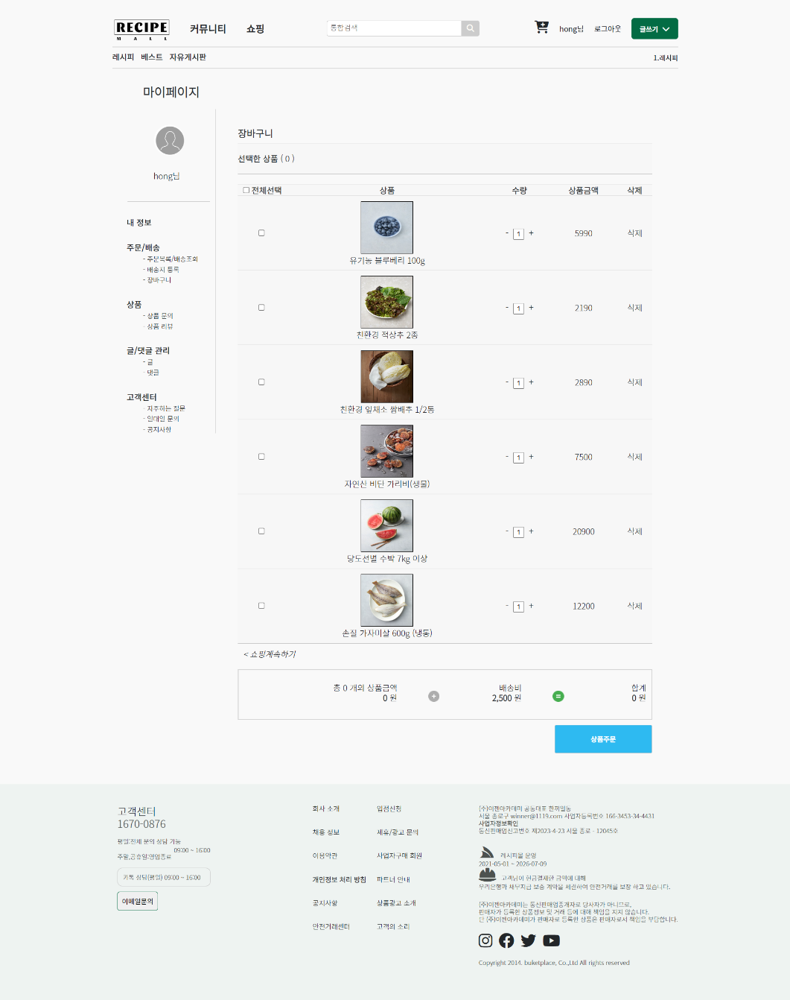 RECIPE
MALL
커뮤니티 쇼핑
통합검색
hong님 로그아웃 글쓰기
레시피 베스트 자유게시판
1.레시피
마이페이지
hong님
내 정보
주문/배송
- 주문목록/배송조회
- 배송지 등록
- 장바구니
상품
- 상품 문의
- 상품 리뷰
글/댓글 관리
- 글
- 댓글
고객센터
- 자주하는 질문
- 일대일 문의
- 공지사항
장바구니
선택한 상품 ( 0 )
전체선택 상품 수량 상품금액 삭제
- 1 + 5990 삭제
유기농 블루베리 100g
- 1 + 2190 삭제
친환경 적상추 2종
- 1 + 2890 삭제
친환경 잎채소 쌈배추 1/2통
- 1 + 7500 삭제
자연산 비단 가리비(생물)
- 1 + 20900 삭제
당도선별 수박 7kg 이상
- 1 + 12200 삭제
손질 가자미살 600g (냉동)
< 쇼핑계속하기
총 0 개의 상품금액 배송비 합계
0 원 + 2,500 원 = 0 원
상품주문
고객센터
1670-0876
평일:전체 문의 상담 가능
09:00 ~ 16:00
주말,공휴일:영업종료
카톡 상담(평일) 09:00 ~ 16:00
이메일문의
회사 소개 입점신청
채용 정보 제휴/광고 문의
이용약관 사업자구매 회원
개인정보 처리 방침 파트너 안내
공지사항 상품광고 소개
안전거래센터 고객의 소리
(주)이젠아카데미 공동대표 한끼일동
서울 종로구 winner@1119.com 사업자등록번호 166-3453-34-4431
사업자정보확인
통신판매업신고번호 제2023-4-23 서울 종로 - 12045호
레시피몰 운영
2021-05-01 ~ 2026-07-09
고객님이 현금결제한 금액에 대해
우리은행과 채무지급 보증 계약을 체결하여 안전거래를 보장 하고 있습니다.
(주)이젠아카데미는 통신판매업중개자로 당사자가 아니므로,
판매자가 등록한 상품정보 및 거래 등에 대해 책임을 지지 않습니다.
단 (주)이젠아카데미가 판매자로 등록한 상품은 판매자로서 책임을 부담합니다.
Copyright 2014. buketplace, Co.,Ltd All rights reserved